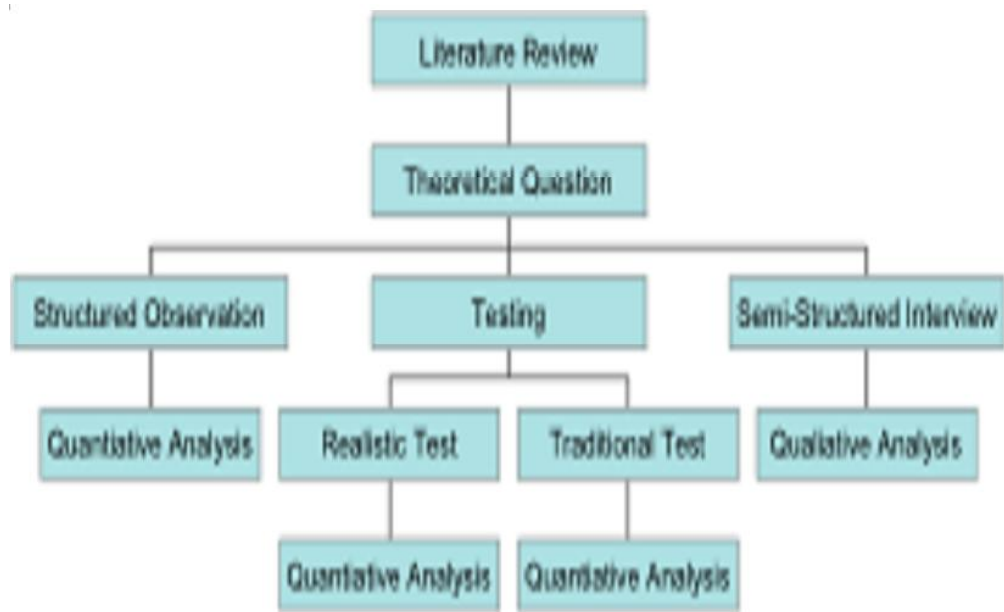 Literature Review
Theoretical Question
Structured Observation
Testing
Semi-Structured Interview
Quantiative Analysis
Realistic Test
Traditional Test
Qualiative Analysis
Quantiative Analysis
Quantiative Analysis